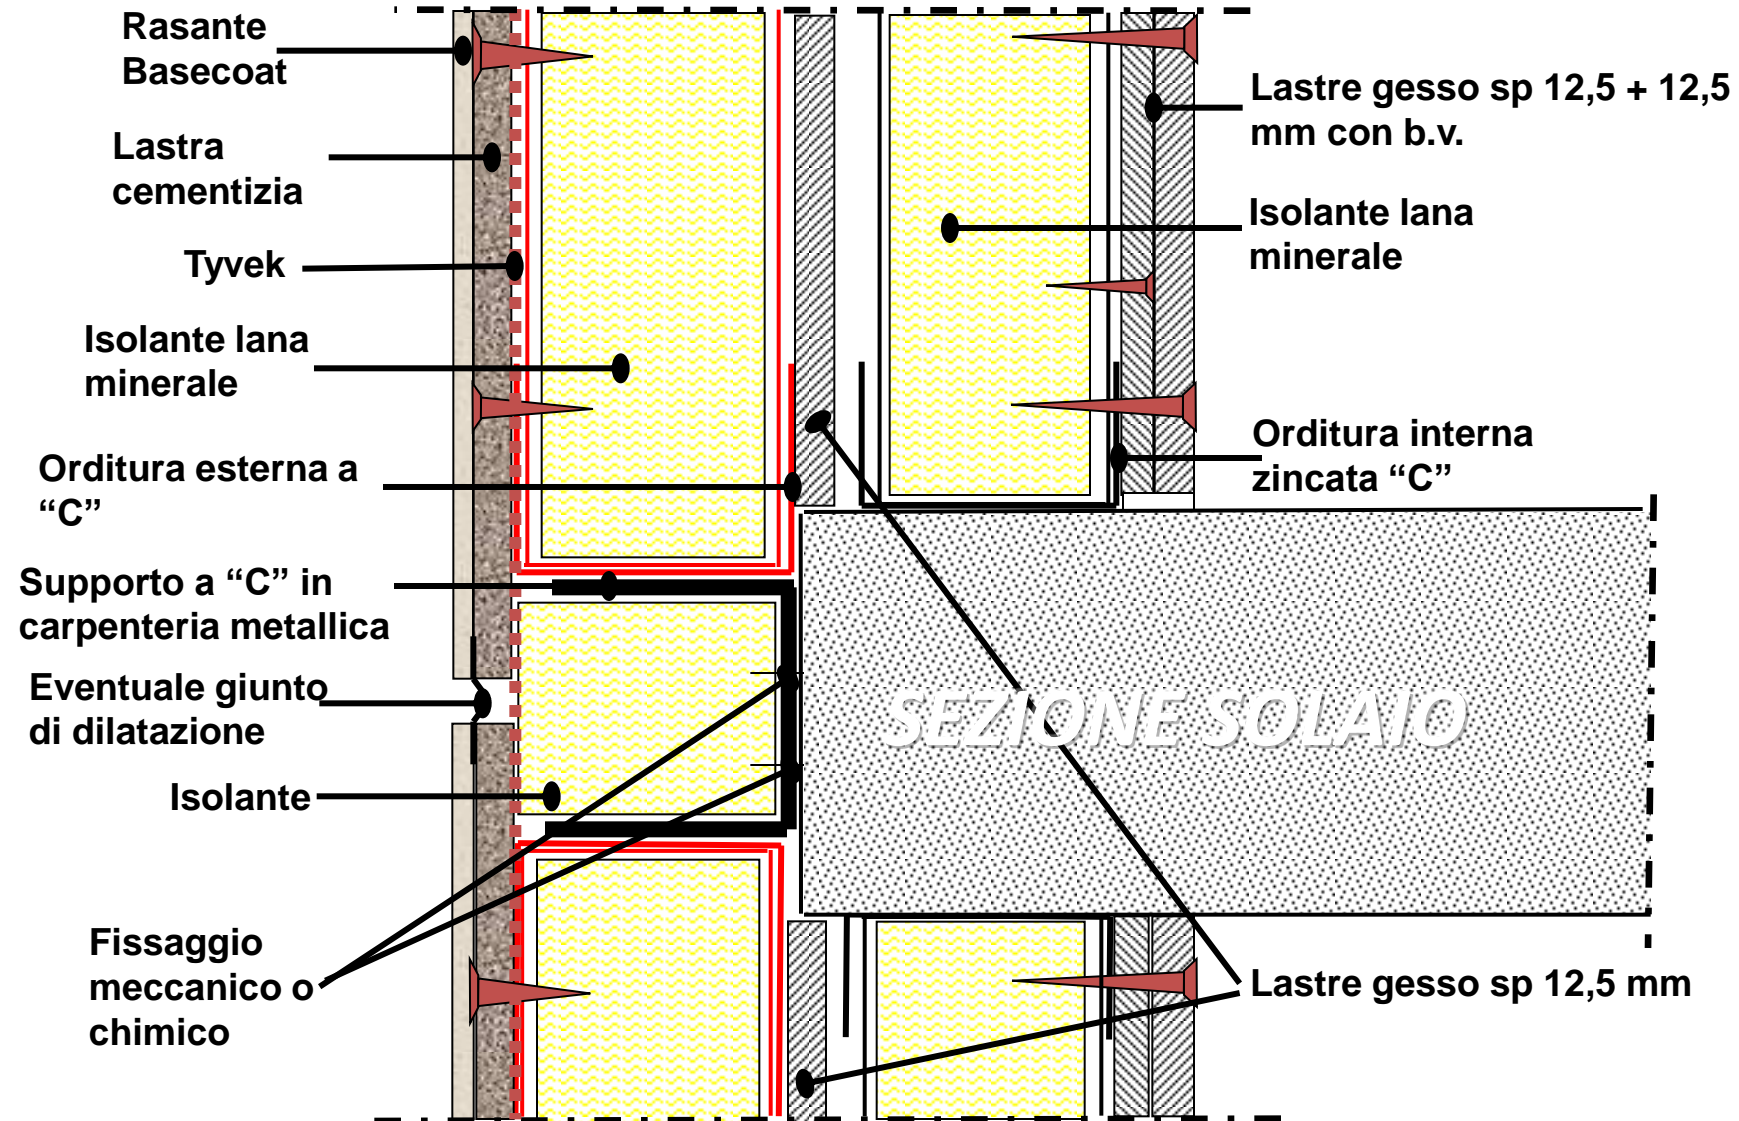 Rasante
Basecoat
Lastra
cementizia
Tyvek
Isolante lana
minerale
Orditura esterna a
“C”
Supporto a “C” in
carpenteria metallica
Eventuale giunto
di dilatazione
Isolante
Fissaggio
meccanico o
chimico
Lastre gesso sp 12,5 + 12,5
mm con b.v.
Isolante lana
minerale
Orditura interna
zincata “C”
SEZIONE SOLAIO
Lastre gesso sp 12,5 mm